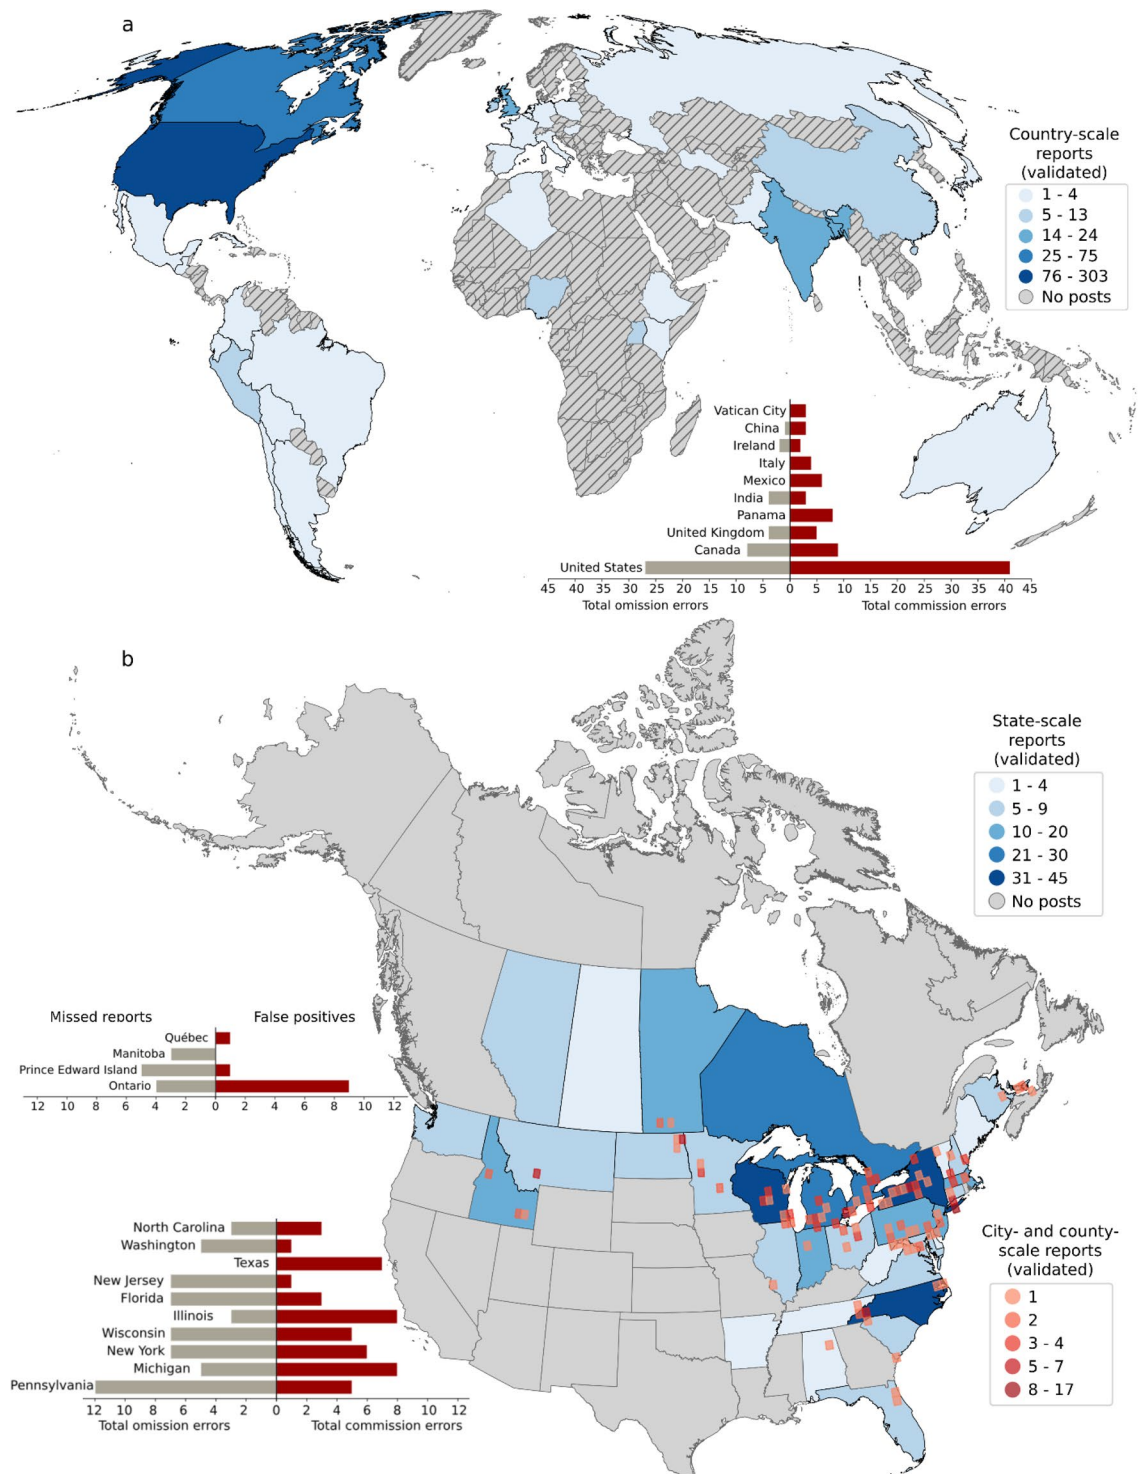 a
Country-scale
reports
(validated)
1 - 4
5 - 13
14 - 24
25 - 75
76 - 303
No posts
Vatican City
China
Ireland
Italy
Mexico
India
Panama
United Kingdom
Canada
United States
45 40 35 30 25 20 15 10 5 0 5 10 15 20 25 30 35 40 45
Total omission errors Total commission errors
b
State-scale
reports
(validated)
1 - 4
5 - 9
10 - 20
21 - 30
31 - 45
No posts
Missed reports False positives
Québec
Manitoba
Prince Edward Island
Ontario
12 10 8 6 4 2 0 2 4 6 8 10 12
North Carolina
Washington
Texas
New Jersey
Florida
Illinois
Wisconsin
New York
Michigan
Pennsylvania
12 10 8 6 4 2 0 2 4 6 8 10 12
Total omission errors Total commission errors
City- and county-
scale reports
(validated)
1
2
3 - 4
5 - 7
8 - 17